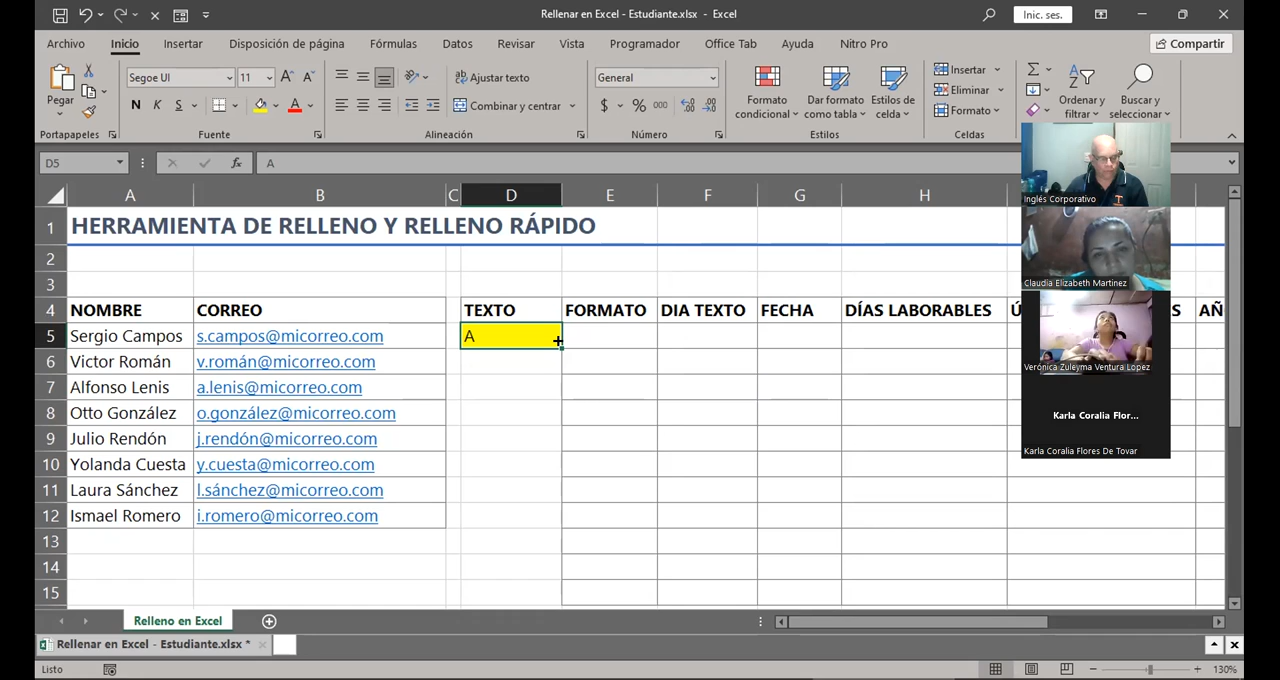 Rellenar en Excel - Estudiante.xlsx - Excel
Inic. ses.
Archivo Inicio Insertar Disposición de página Fórmulas Datos Revisar Vista Programador Office Tab Ayuda Nitro Pro
Compartir
Pegar
Segoe UI 11
N K S
Ajustar texto
Combinar y centrar
General
$ % 000
Formato condicional
Dar formato como tabla
Estilos de celda
Insertar
Eliminar
Formato
Ordenar y filtrar
Buscar y seleccionar
Portapapeles Fuente Alineación Número Estilos Celdas
D5 fx A
A B C D E F G H
1 HERRAMIENTA DE RELLENO Y RELLENO RÁPIDO
2
3
4 NOMBRE CORREO TEXTO FORMATO DIA TEXTO FECHA DÍAS LABORABLES
5 Sergio Campos s.campos@micorreo.com A
6 Víctor Román v.román@micorreo.com
7 Alfonso Lenis a.lenis@micorreo.com
8 Otto González o.gonzález@micorreo.com
9 Julio Rendón j.rendón@micorreo.com
10 Yolanda Cuesta y.cuesta@micorreo.com
11 Laura Sánchez l.sánchez@micorreo.com
12 Ismael Romero i.romero@micorreo.com
13
14
15
Inglés Corporativo
Claudia Elizabeth Martínez
Verónica Zuleyma Ventura Lopez
Karla Coralia Flor...
Karla Coralia Flores De Tovar
Relleno en Excel
Rellenar en Excel - Estudiante.xlsx *
Listo
130%